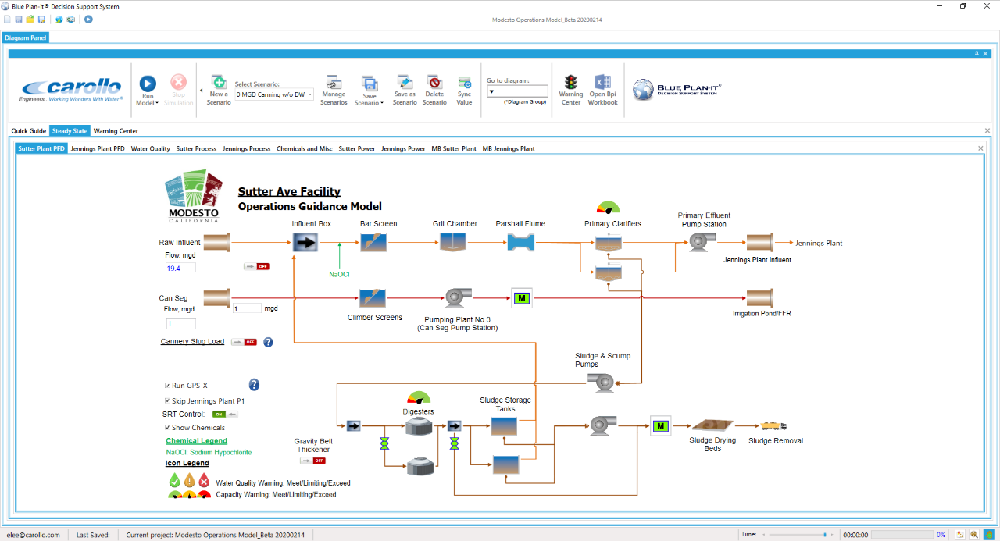 Blue Plan-it® Decision Support System
Modesto Operations Model_Beta 20200214
Diagram Panel
carollo
Engineers...Working Wonders With Water®
Run Model
Stop Simulation
New a Scenario
Select Scenario:
0 MGD Canning w/o DW
Manage Scenarios
Save Scenario
Save as Scenario
Delete Scenario
Sync Value
Go to diagram:
(*Diagram Group)
Warning Center
Open Bpi Workbook
BLUE PLAN-IT®
DECISION SUPPORT SYSTEM
Quick Guide Steady State Warning Center
Sutter Plant PFD Jennings Plant PFD Water Quality Sutter Process Jennings Process Chemicals and Misc Sutter Power Jennings Power MB Sutter Plant MB Jennings Plant
MODESTO
CALIFORNIA
Sutter Ave Facility
Operations Guidance Model
Influent Box
Bar Screen
Grit Chamber
Parshall Flume
Primary Clarifiers
Primary Effluent
Pump Station
Raw Influent
Flow, mgd
19.4
OFF
NaOCl
Jennings Plant
Jennings Plant Influent
Can Seg
Flow, mgd
1
1 mgd
Climber Screens
Pumping Plant No.3
(Can Seg Pump Station)
M
Irrigation Pond/FFR
Cannery Slug Load
OFF
?
Sludge & Scump
Pumps
Run GPS-X
?
Skip Jennings Plant P1
SRT Control:
ON
Show Chemicals
Chemical Legend
NaOCl: Sodium Hypochlorite
Icon Legend
Water Quality Warning: Meet/Limiting/Exceed
Capacity Warning: Meet/Limiting/Exceed
Gravity Belt
Thickener
OFF
Digesters
Sludge Storage
Tanks
M
Sludge Drying
Beds
Sludge Removal
elee@carollo.com
Last Saved:
Current project: Modesto Operations Model_Beta 20200214
Time:
00:00:00
0%